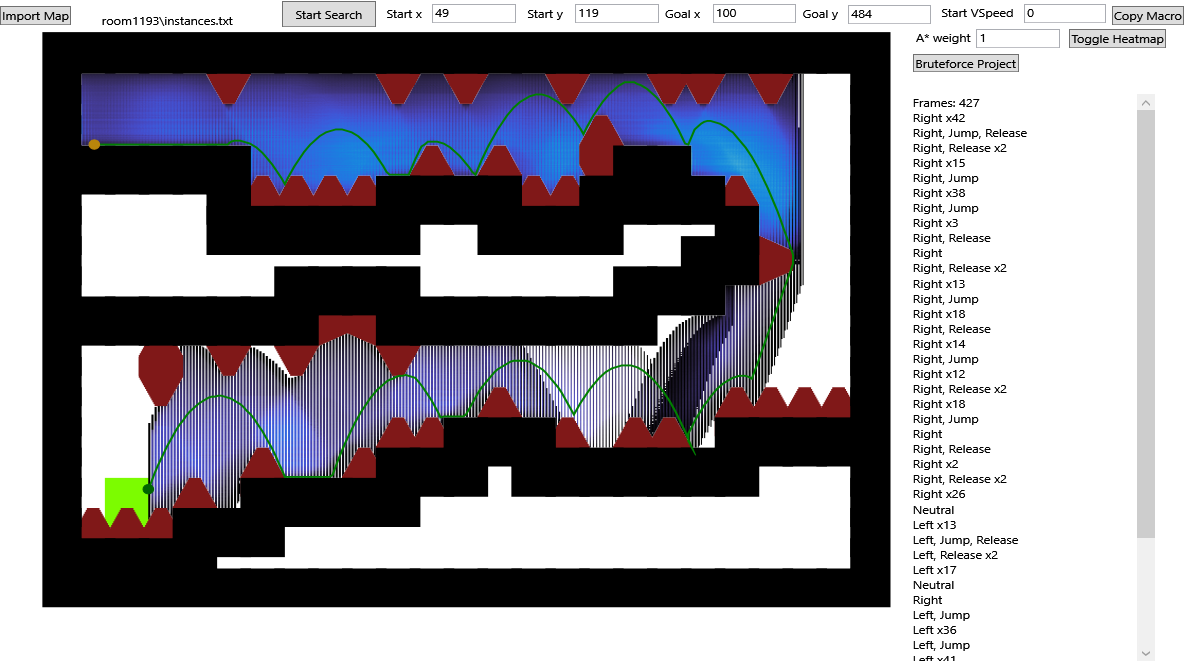 Import Map
room1193\instances.txt
Start Search
Start x 49
Start y 119
Goal x 100
Goal y 484
Start VSpeed 0
Copy Macro
A* weight 1
Toggle Heatmap
Bruteforce Project
Frames: 427
Right x42
Right, Jump, Release
Right, Release x2
Right x15
Right, Jump
Right x38
Right, Jump
Right x3
Right, Release
Right
Right, Release x2
Right x13
Right, Jump
Right x18
Right, Release
Right x14
Right, Jump
Right x12
Right, Release x2
Right x18
Right, Jump
Right
Right, Release
Right x2
Right, Release x2
Right x26
Neutral
Left x13
Left, Jump, Release
Left, Release x2
Left x17
Neutral
Right
Left, Jump
Left x36
Left, Jump
Left x41